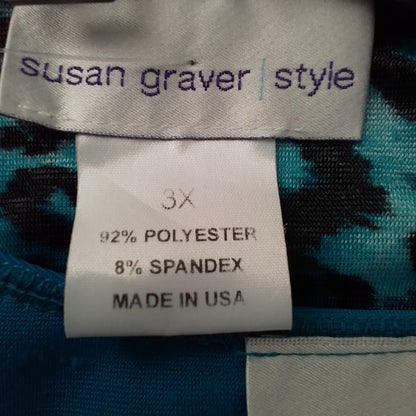 susan graver | style
3X
92% POLYESTER
8% SPANDEX
MADE IN USA